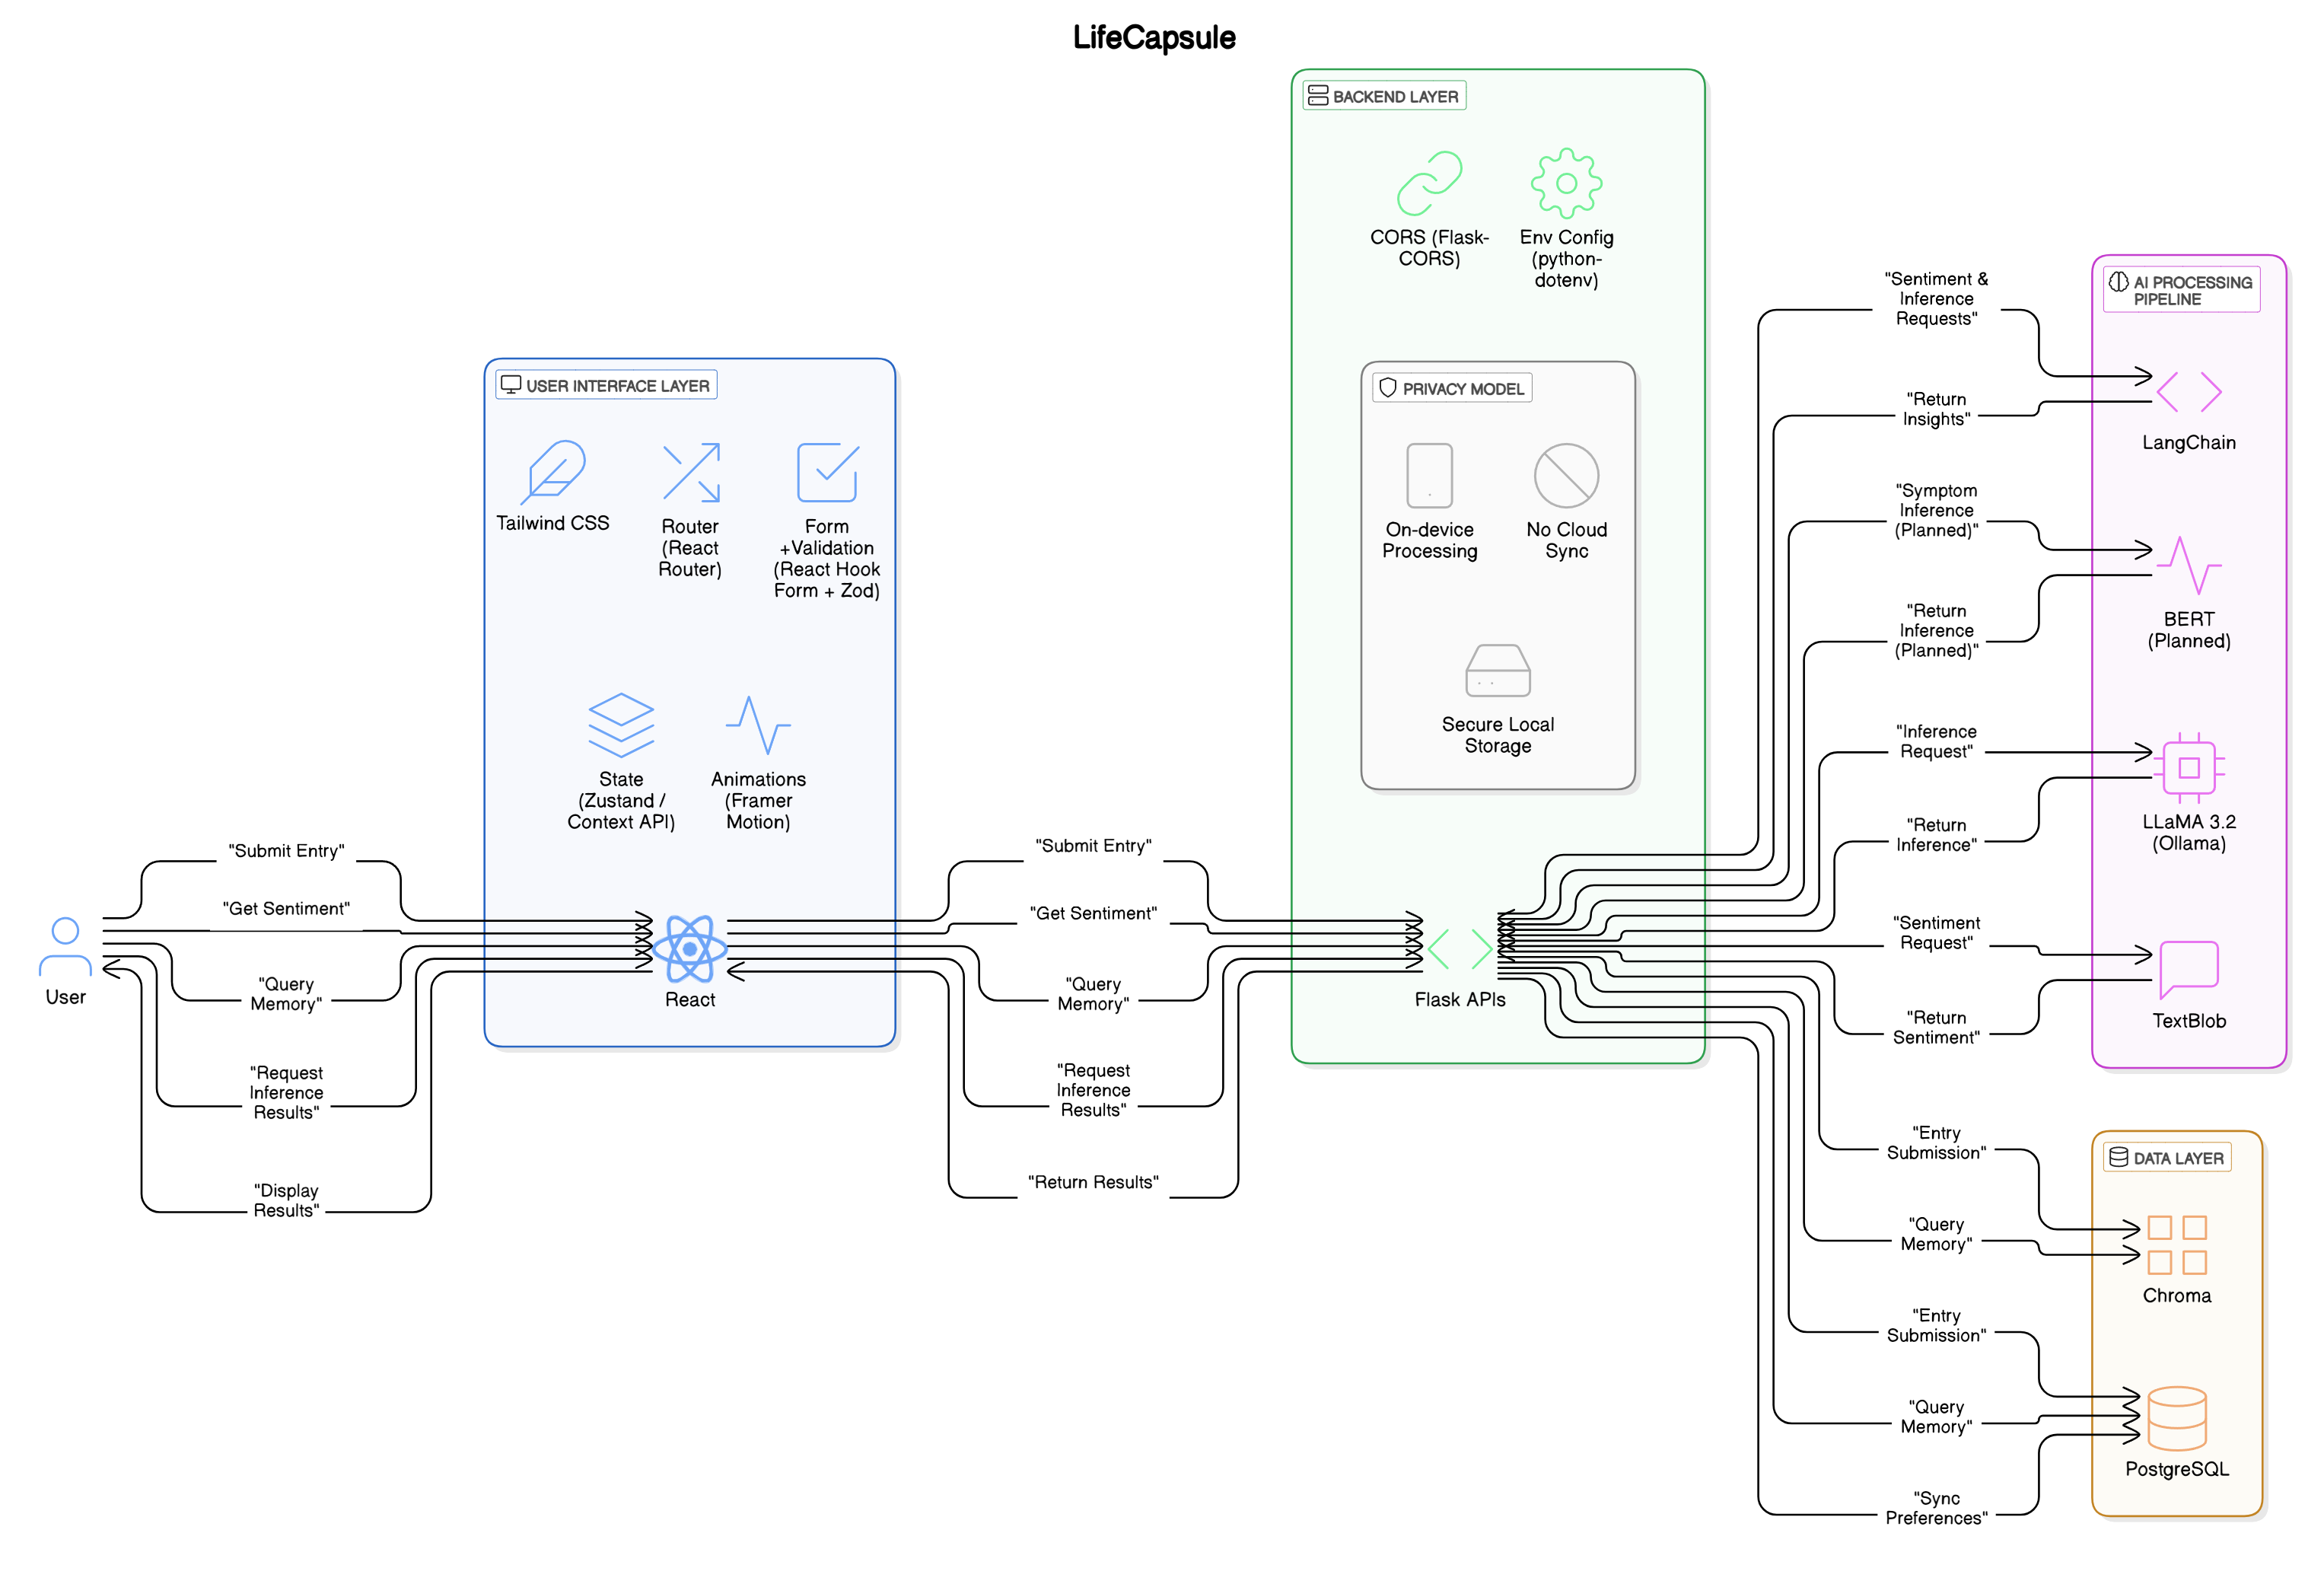 LifeCapsule
BACKEND LAYER
CORS (Flask-
CORS)
Env Config
(python-
dotenv)
PRIVACY MODEL
On-device
Processing
No Cloud
Sync
Secure Local
Storage
Flask APIs
USER INTERFACE LAYER
Tailwind CSS
Router
(React
Router)
Form
+Validation
(React Hook
Form + Zod)
State
(Zustand /
Context API)
Animations
(Framer
Motion)
React
User
"Submit Entry"
"Get Sentiment"
"Query
Memory"
"Request
Inference
Results"
"Display
Results"
"Submit Entry"
"Get Sentiment"
"Query
Memory"
"Request
Inference
Results"
"Return Results"
"Sentiment &
Inference
Requests"
"Return
Insights"
"Symptom
Inference
(Planned)"
"Return
Inference
(Planned)"
"Inference
Request"
"Return
Inference"
"Sentiment
Request"
"Return
Sentiment"
"Entry
Submission"
"Query
Memory"
"Entry
Submission"
"Query
Memory"
"Sync
Preferences"
AI PROCESSING
PIPELINE
LangChain
BERT
(Planned)
LLaMA 3.2
(Ollama)
TextBlob
DATA LAYER
Chroma
PostgreSQL